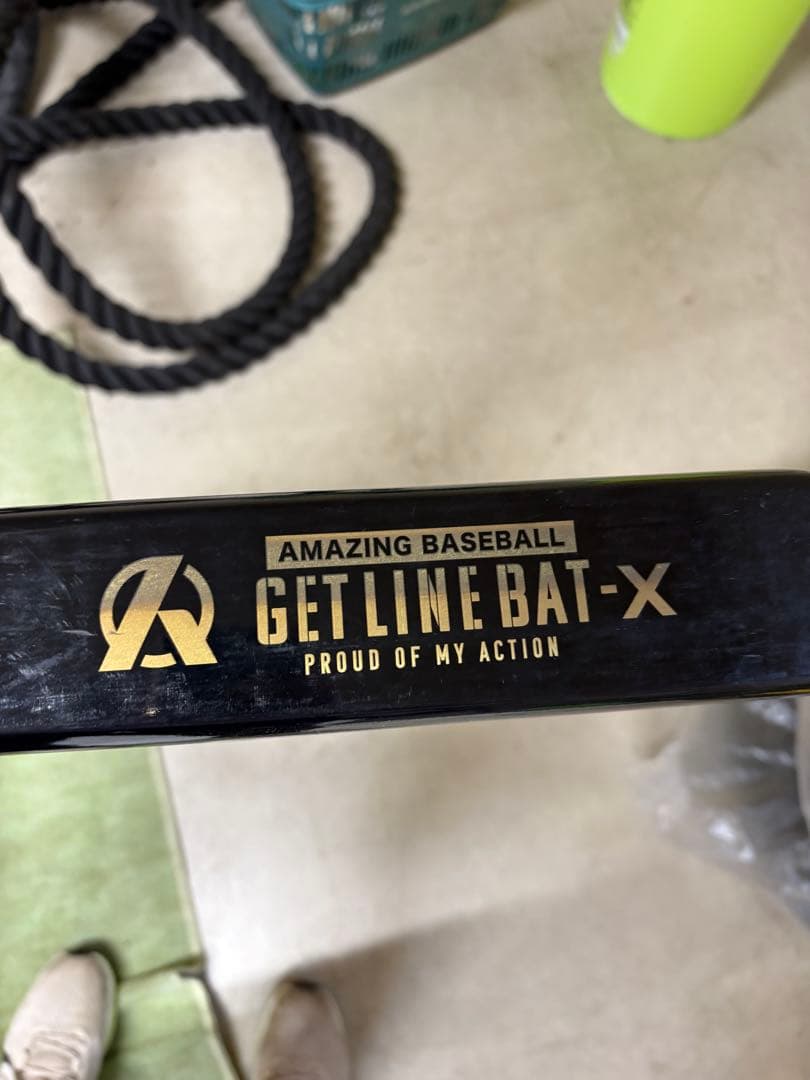 AMAZING BASEBALL
GET LINE BAT-X
PROUD OF MY ACTION